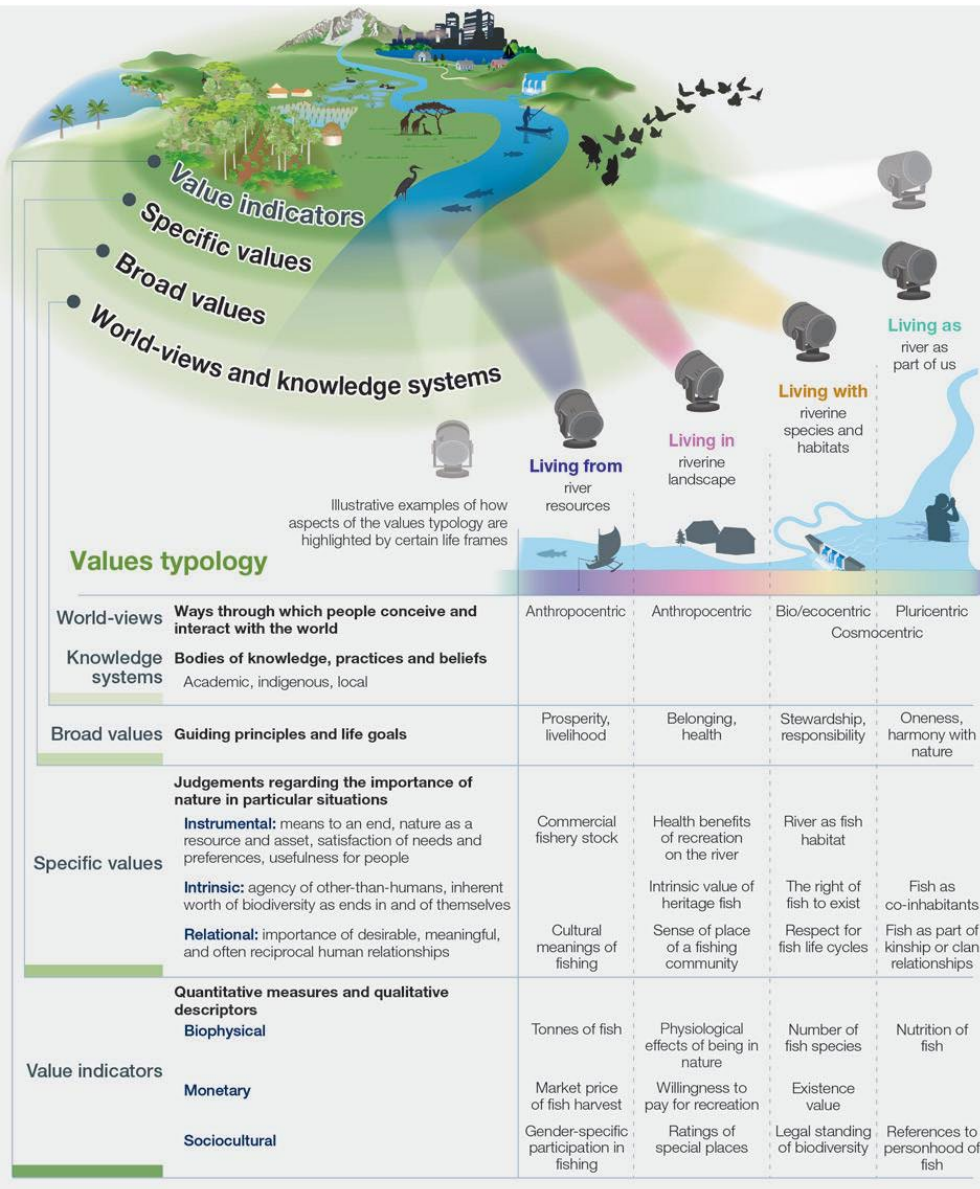 Value indicators
Specific values
Broad values
World-views and knowledge systems
Living as
river as
part of us
Living with
riverine
species and
habitats
Living in
riverine
landscape
Living from
river
resources
Illustrative examples of how
aspects of the values typology are
highlighted by certain life frames
Values typology
World-views
Ways through which people conceive and
interact with the world
Anthropocentric
Anthropocentric
Bio/ecocentric
Pluricentric
Cosmocentric
Knowledge
systems
Bodies of knowledge, practices and beliefs
Academic, indigenous, local
Broad values
Guiding principles and life goals
Prosperity,
livelihood
Belonging,
health
Stewardship,
responsibility
Oneness,
harmony with
nature
Specific values
Judgements regarding the importance of
nature in particular situations
Instrumental: means to an end, nature as a
resource and asset, satisfaction of needs and
preferences, usefulness for people
Commercial
fishery stock
Health benefits
of recreation
on the river
River as fish
habitat
Intrinsic: agency of other-than-humans, inherent
worth of biodiversity as ends in and of themselves
Intrinsic value of
heritage fish
The right of
fish to exist
Fish as
co-inhabitants
Relational: importance of desirable, meaningful,
and often reciprocal human relationships
Cultural
meanings of
fishing
Sense of place
of a fishing
community
Respect for
fish life cycles
Fish as part of
kinship or clan
relationships
Value indicators
Quantitative measures and qualitative
descriptors
Biophysical
Tonnes of fish
Physiological
effects of being in
nature
Number of
fish species
Nutrition of
fish
Monetary
Market price
of fish harvest
Willingness to
pay for recreation
Existence
value
Sociocultural
Gender-specific
participation in
fishing
Ratings of
special places
Legal standing
of biodiversity
References to
personhood of
fish